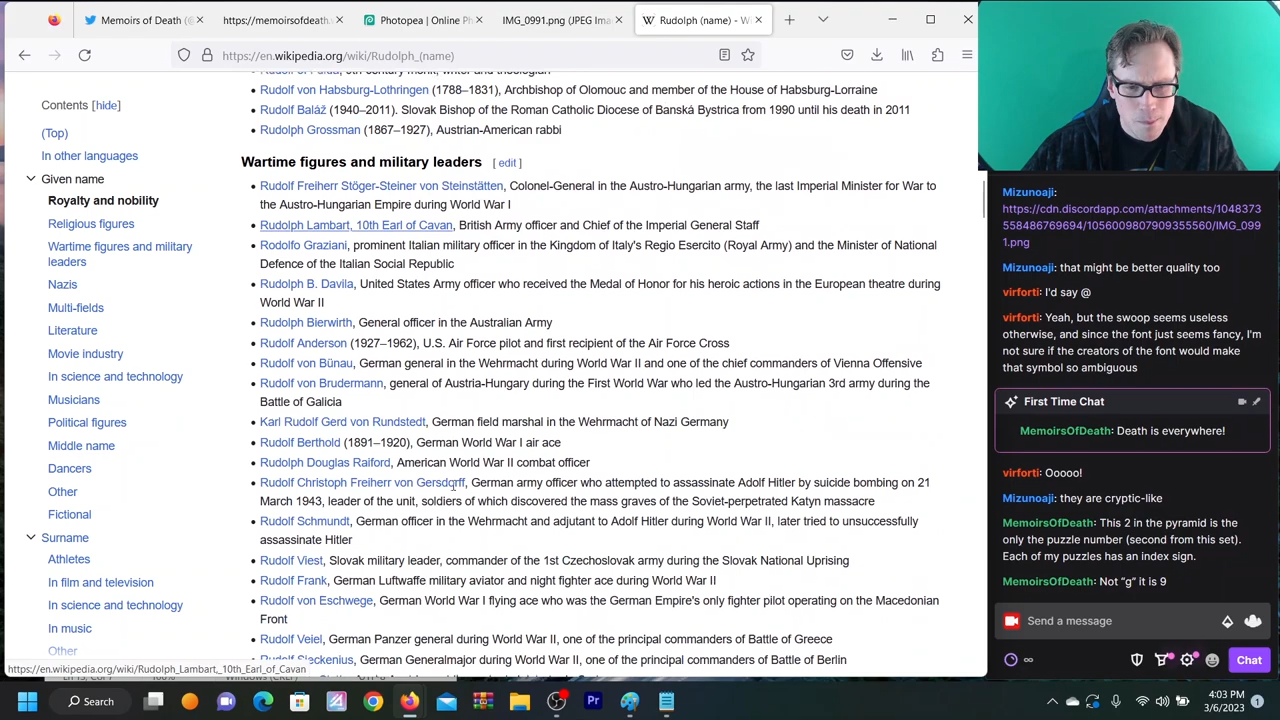 Memoirs of Death (
https://memoirsofdeath.
Photopea | Online Ph
IMG_0991.png (JPEG Ima
Rudolph (name) - Wi
https://en.wikipedia.org/wiki/Rudolph_(name)
Contents [hide]
(Top)
In other languages
Given name
Royalty and nobility
Religious figures
Wartime figures and military
leaders
Nazis
Multi-fields
Literature
Movie industry
In science and technology
Musicians
Political figures
Middle name
Dancers
Other
Fictional
Surname
Athletes
In film and television
In science and technology
In music
Other
• Rudolf von Habsburg-Lothringen (1788–1831), Archbishop of Olomouc and member of the House of Habsburg-Lorraine
• Rudolf Baláž (1940–2011). Slovak Bishop of the Roman Catholic Diocese of Banská Bystrica from 1990 until his death in 2011
• Rudolph Grossman (1867–1927), Austrian-American rabbi
Wartime figures and military leaders [ edit ]
• Rudolf Freiherr Stöger-Steiner von Steinstätten, Colonel-General in the Austro-Hungarian army, the last Imperial Minister for War to
the Austro-Hungarian Empire during World War I
• Rudolph Lambart, 10th Earl of Cavan, British Army officer and Chief of the Imperial General Staff
• Rodolfo Graziani, prominent Italian military officer in the Kingdom of Italy's Regio Esercito (Royal Army) and the Minister of National
Defence of the Italian Social Republic
• Rudolph B. Davila, United States Army officer who received the Medal of Honor for his heroic actions in the European theatre during
World War II
• Rudolph Bierwirth, General officer in the Australian Army
• Rudolf Anderson (1927–1962), U.S. Air Force pilot and first recipient of the Air Force Cross
• Rudolf von Bünau, German general in the Wehrmacht during World War II and one of the chief commanders of Vienna Offensive
• Rudolf von Brudermann, general of Austria-Hungary during the First World War who led the Austro-Hungarian 3rd army during the
Battle of Galicia
• Karl Rudolf Gerd von Rundstedt, German field marshal in the Wehrmacht of Nazi Germany
• Rudolf Berthold (1891–1920), German World War I air ace
• Rudolph Douglas Raiford, American World War II combat officer
• Rudolf Christoph Freiherr von Gersdorff, German army officer who attempted to assassinate Adolf Hitler by suicide bombing on 21
March 1943, leader of the unit, soldiers of which discovered the mass graves of the Soviet-perpetrated Katyn massacre
• Rudolf Schmundt, German officer in the Wehrmacht and adjutant to Adolf Hitler during World War II, later tried to unsuccessfully
assassinate Hitler
• Rudolf Viest, Slovak military leader, commander of the 1st Czechoslovak army during the Slovak National Uprising
• Rudolf Frank, German Luftwaffe military aviator and night fighter ace during World War II
• Rudolf von Eschwege, German World War I flying ace who was the German Empire's only fighter pilot operating on the Macedonian
Front
• Rudolf Veiel, German Panzer general during World War II, one of the principal commanders of Battle of Greece
• Rudolf Sieckenius, German Generalmajor during World War II, one of the principal commanders of Battle of Berlin
https://en.wikipedia.org/wiki/Rudolph_Lambart,_10th_Earl_of_Cavan
Mizunoaji:
https://cdn.discordapp.com/attachments/1048373
558486769694/1056009807909355560/IMG_099
1.png
Mizunoaji: that might be better quality too
virforti: I'd say @
virforti: Yeah, but the swoop seems useless
otherwise, and since the font just seems fancy, I'm
not sure if the creators of the font would make
that symbol so ambiguous
First Time Chat
MemoirsOfDeath: Death is everywhere!
virforti: Ooooo!
Mizunoaji: they are cryptic-like
MemoirsOfDeath: This 2 in the pyramid is the
only the puzzle number (second from this set).
Each of my puzzles has an index sign.
MemoirsOfDeath: Not “g” it is 9
Send a message
Chat
Search
4:03 PM
3/6/2023